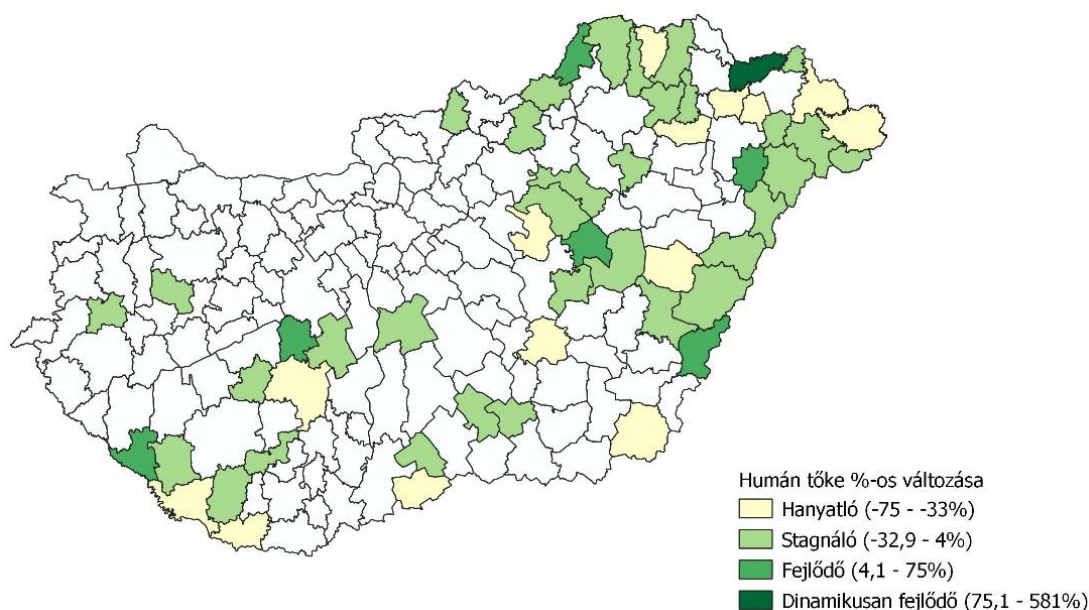 Humán tőke %-os változása
Hanyatló (-75 - -33%)
Stagnáló (-32,9 - 4%)
Fejlődő (4,1 - 75%)
Dinamikusan fejlődő (75,1 - 581%)